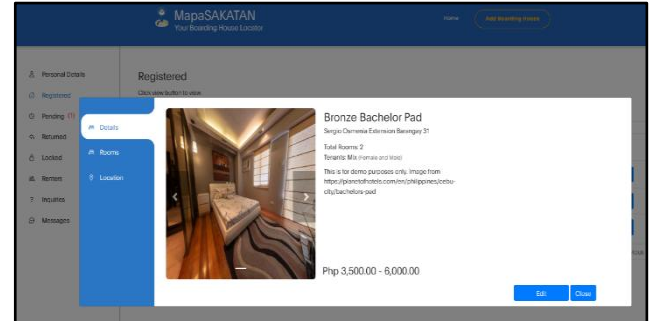 MapaSAKATAN
Your Boarding House Locator
Home
Add Boarding House
Personal Details
Registered
Pending (1)
Returned
Locked
Renters
Inquiries
Messages
Registered
Click view button to view
Details
Rooms
Location
Bronze Bachelor Pad
Sergio Osmenia Extension Barangay 31
Total Rooms: 2
Tenants: Mix (Female and Male)
This is for demo purposes only. Image from
https://planetofhotels.com/en/philippines/cebu-
city/bachelors-pad
Php 3,500.00 - 6,000.00
Edit
Close